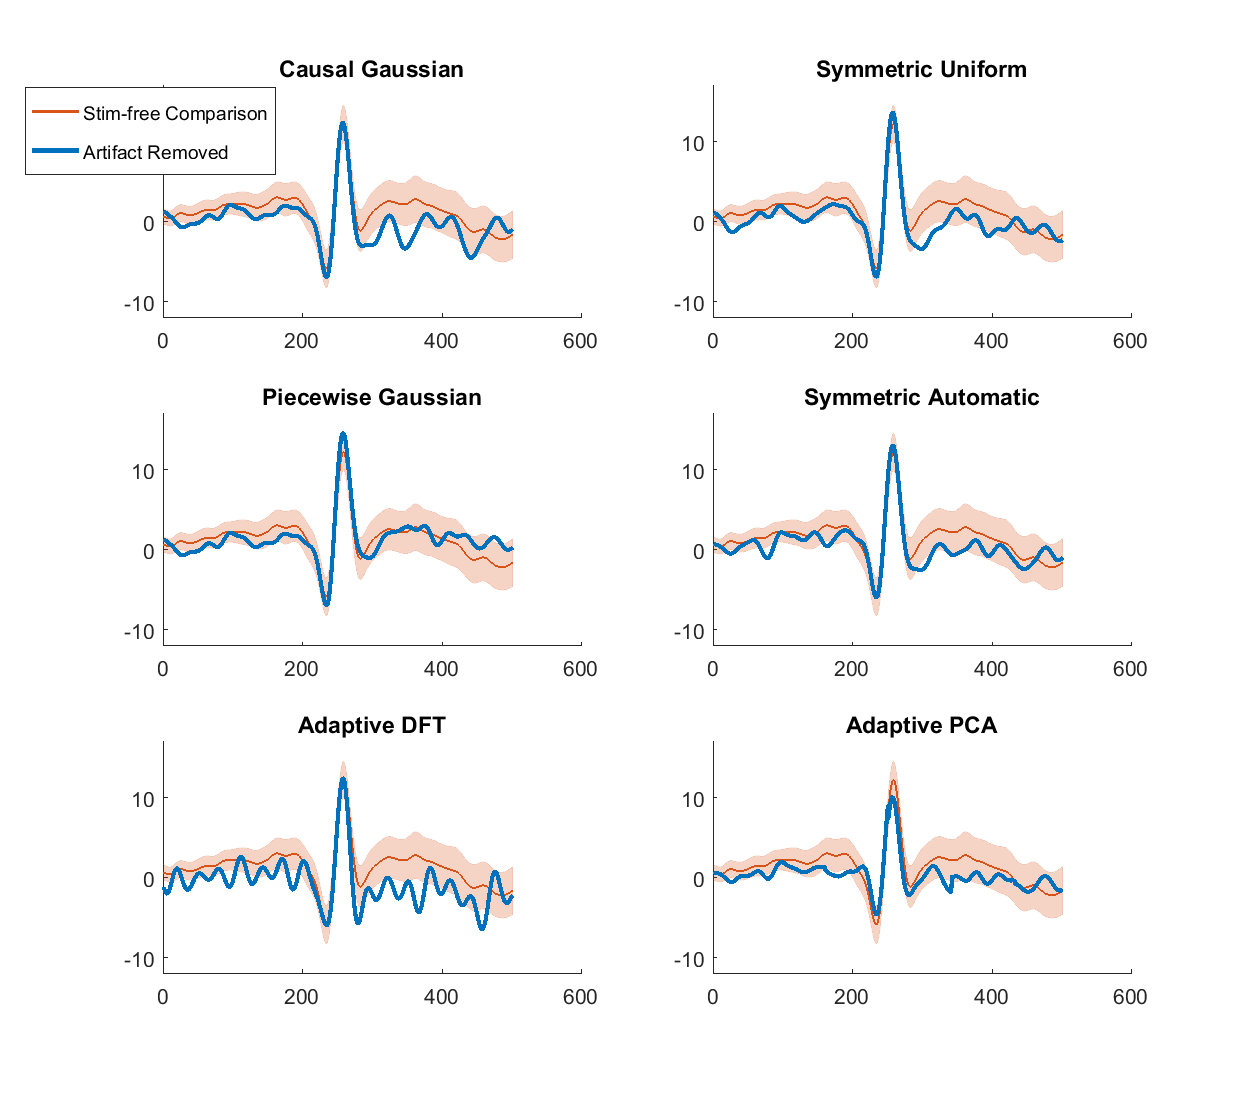 Causal Gaussian
Symmetric Uniform
Stim-free Comparison
Artifact Removed
0
-10
0 200 400 600
10
0
-10
0 200 400 600
Piecewise Gaussian
Symmetric Automatic
10
0
-10
0 200 400 600
10
0
-10
0 200 400 600
Adaptive DFT
Adaptive PCA
10
0
-10
0 200 400 600
10
0
-10
0 200 400 600